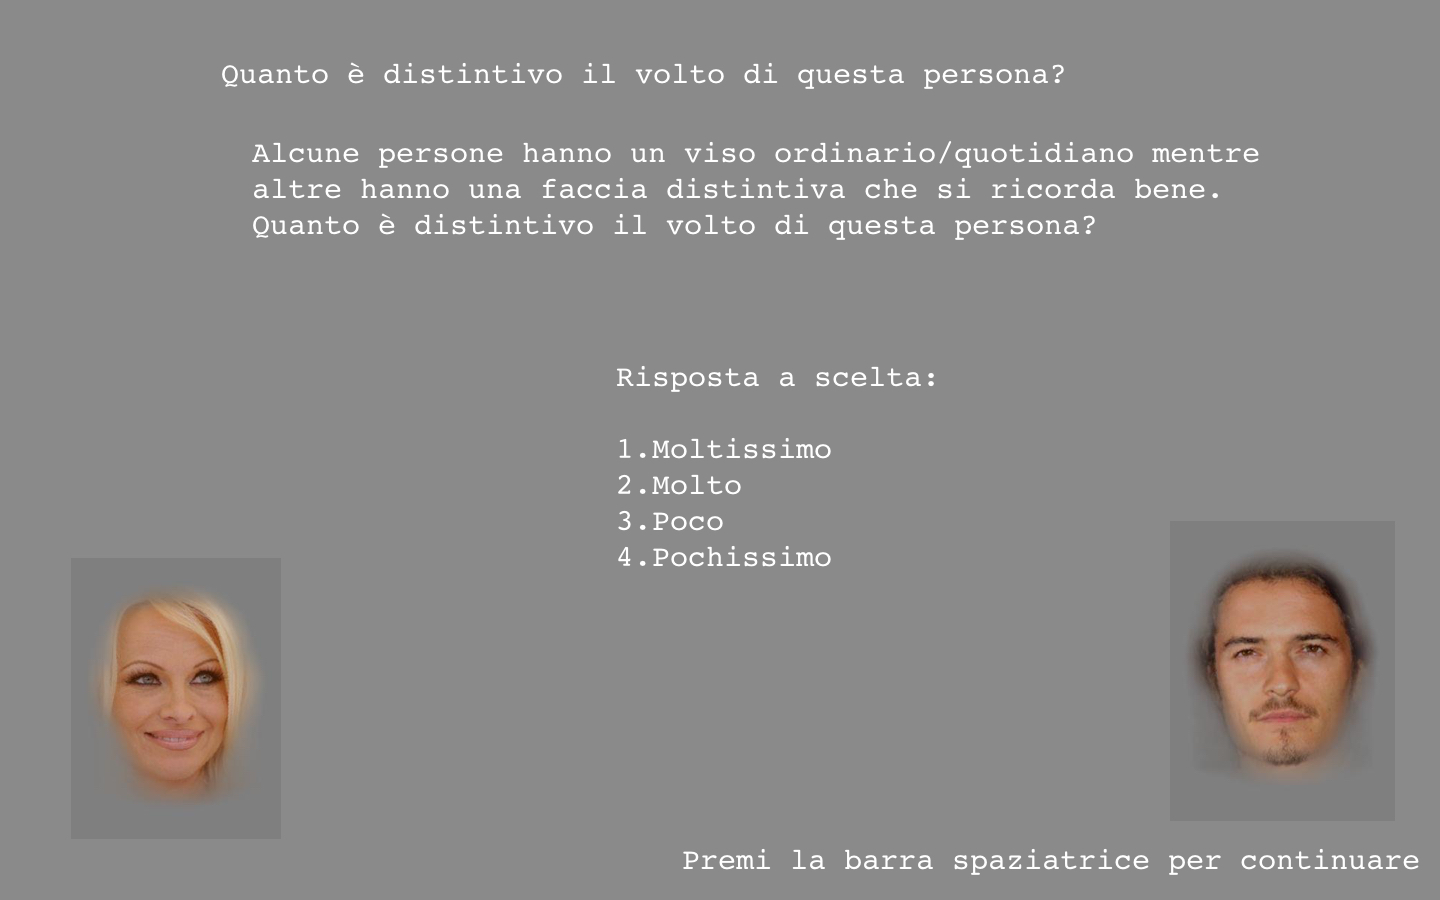 Quanto è distintivo il volto di questa persona?
Alcune persone hanno un viso ordinario/quotidiano mentre
altre hanno una faccia distintiva che si ricorda bene.
Quanto è distintivo il volto di questa persona?
Risposta a scelta:
1.Moltissimo
2.Molto
3.Poco
4.Pochissimo
Premi la barra spaziatrice per continuare